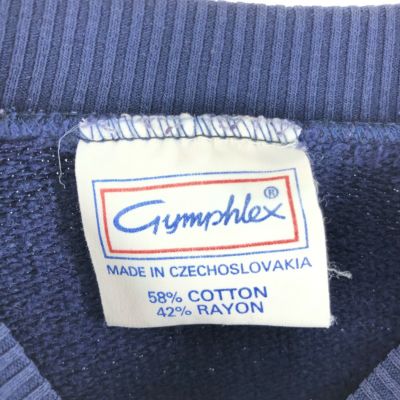 Gymphlex®
MADE IN CZECHOSLOVAKIA
58% COTTON
42% RAYON